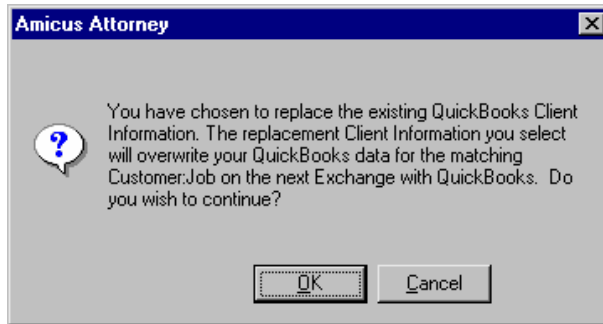 Amicus Attorney
You have chosen to replace the existing QuickBooks Client
Information. The replacement Client Information you select
will overwrite your QuickBooks data for the matching
Customer:Job on the next Exchange with QuickBooks.  Do
you wish to continue?
OK
Cancel